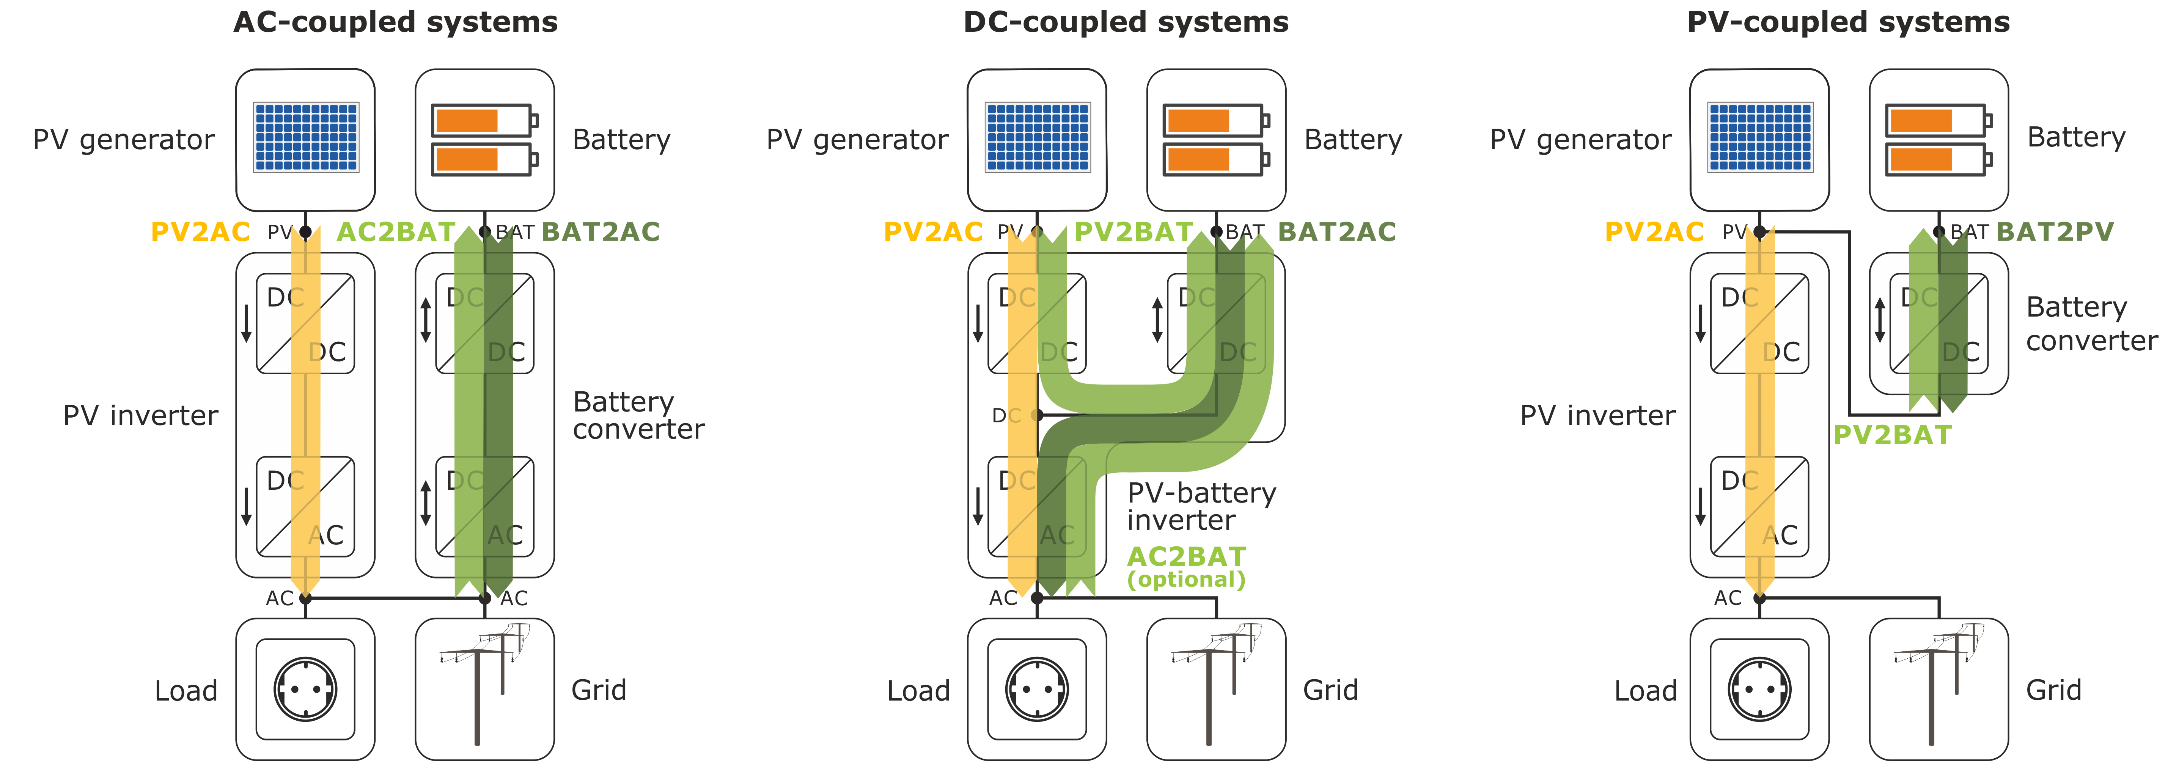 AC-coupled systems
PV generator
Battery
PV2AC PV AC2BAT BAT BAT2AC
DC DC
DC DC
PV inverter
Battery
converter
DC DC
AC AC
AC AC
Load
Grid
DC-coupled systems
PV generator
Battery
PV2AC PV PV2BAT BAT BAT2AC
DC DC
DC DC
DC
DC
AC
PV-battery
inverter
AC2BAT
(optional)
AC
Load
Grid
PV-coupled systems
PV generator
Battery
PV2AC PV BAT BAT2PV
DC DC
DC DC
Battery
converter
PV inverter
PV2BAT
DC
AC
AC
Load
Grid